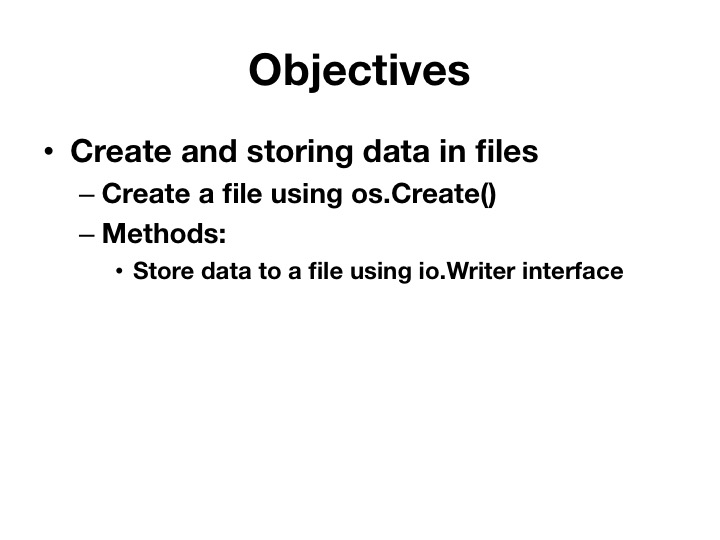 Objectives
• Create and storing data in files
– Create a file using os.Create()
– Methods:
• Store data to a file using io.Writer interface